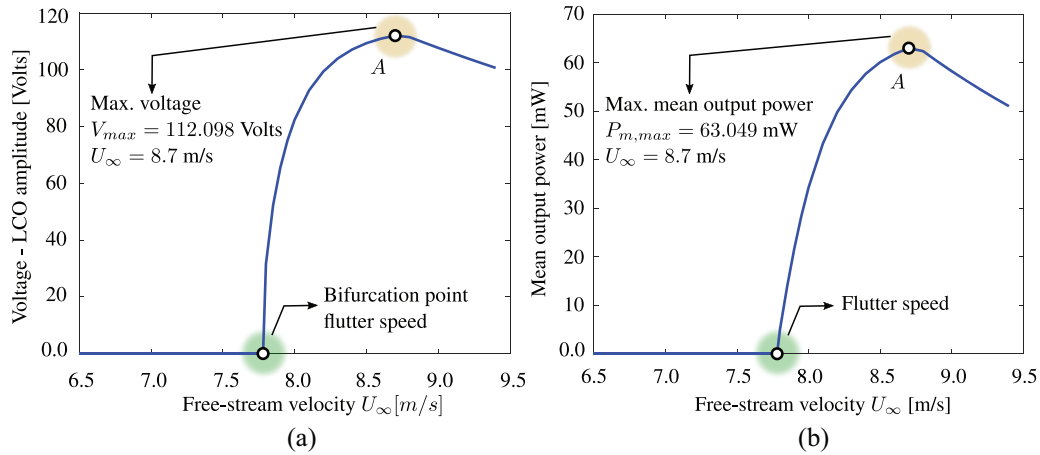 120
100
80
60
40
20
0.0
Voltage - LCO amplitude [Volts]
A
Max. voltage
V_{max} = 112.098 Volts
U_∞ = 8.7 m/s
Bifurcation point
flutter speed
6.5 7.0 7.5 8.0 8.5 9.0 9.5
Free-stream velocity U_∞[m/s]
(a)
70
60
50
40
30
20
10
0.0
Mean output power [mW]
A
Max. mean output power
P_{m,max} = 63.049 mW
U_∞ = 8.7 m/s
Flutter speed
6.5 7.0 7.5 8.0 8.5 9.0 9.5
Free-stream velocity U_∞ [m/s]
(b)